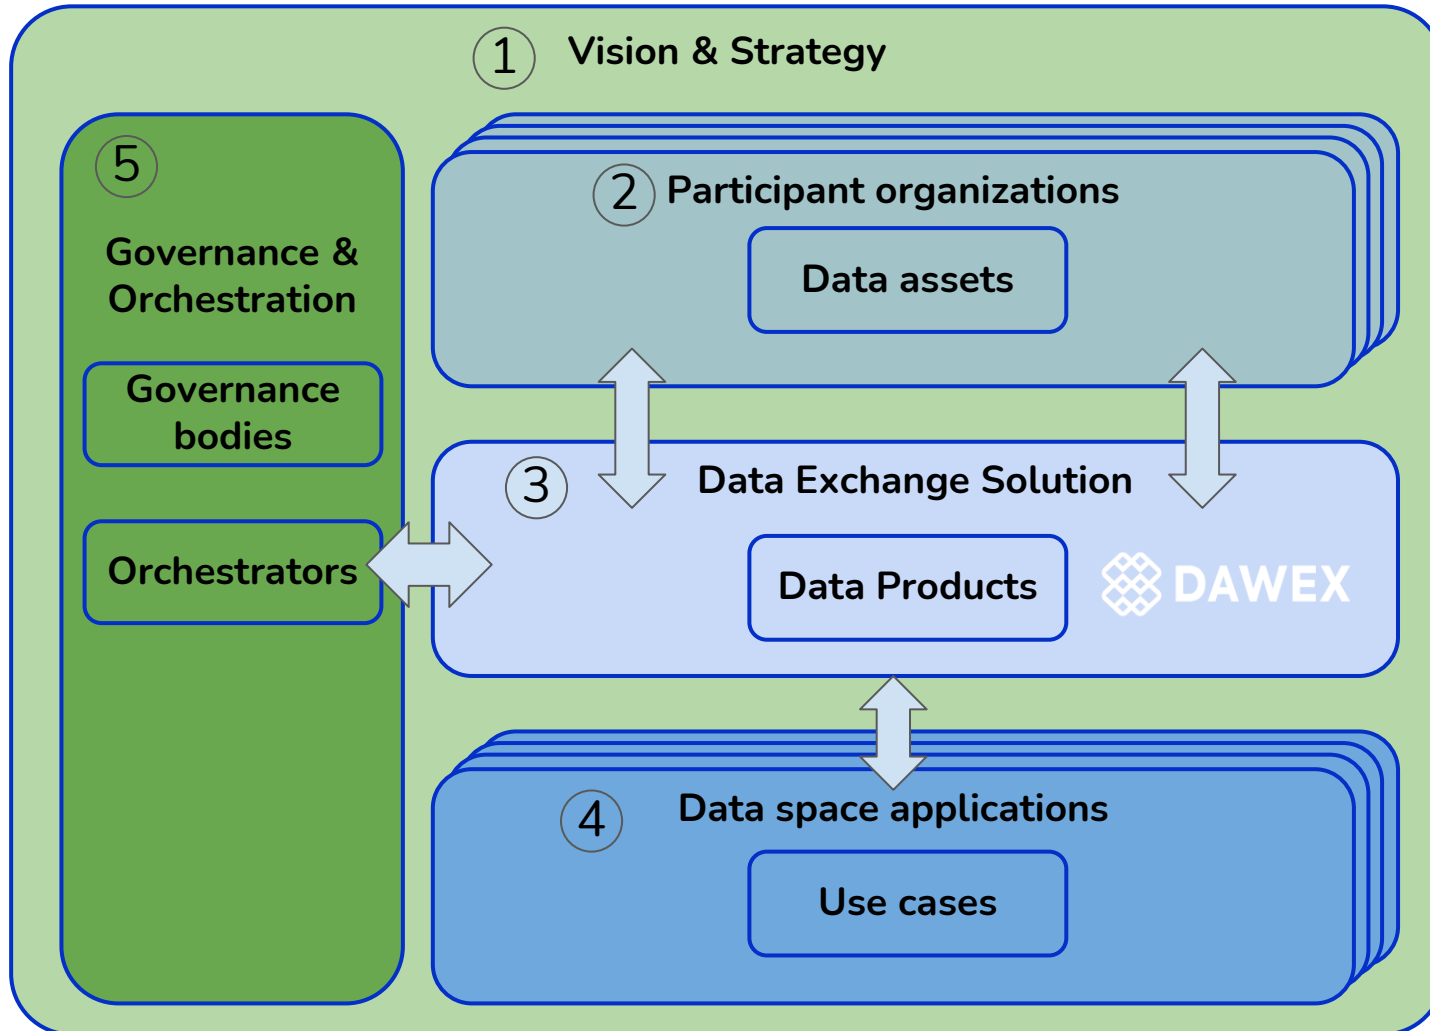 1 Vision & Strategy
5
Governance &
Orchestration
Governance
bodies
Orchestrators
2 Participant organizations
Data assets
3 Data Exchange Solution
Data Products
DAWEX
4 Data space applications
Use cases